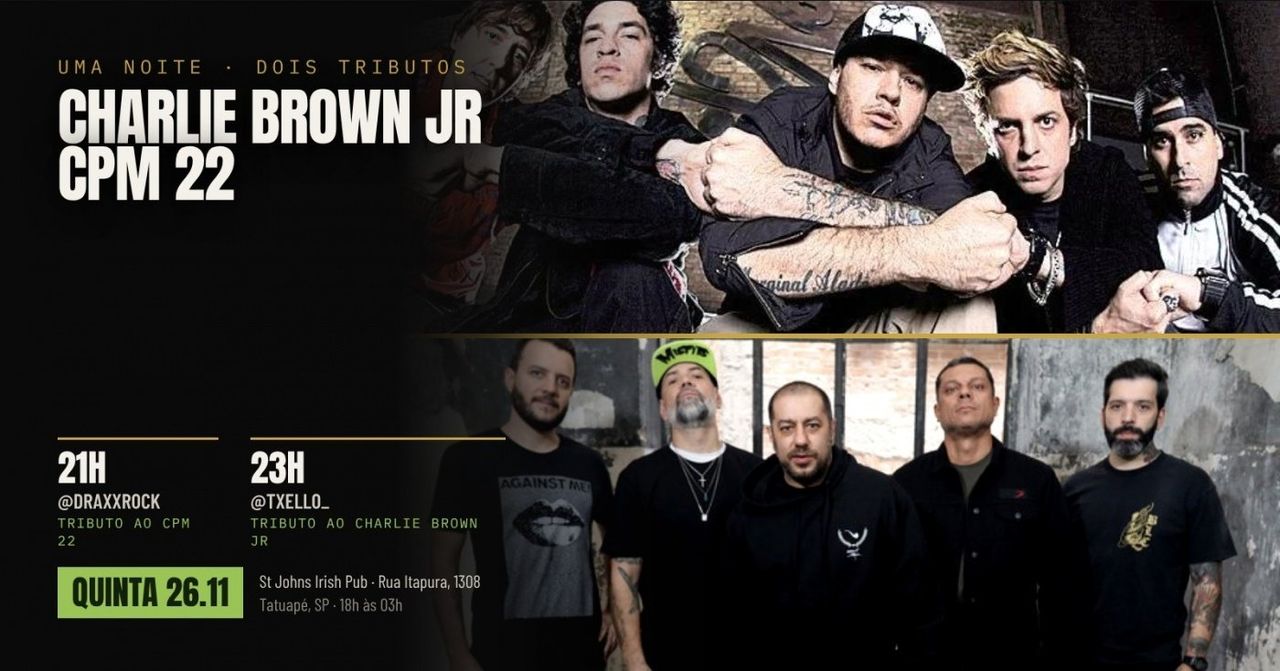 UMA NOITE · DOIS TRIBUTOS
CHARLIE BROWN JR
CPM 22
21H
@DRAXXROCK
TRIBUTO AO CPM
22
23H
@TXELLO_
TRIBUTO AO CHARLIE BROWN
JR
QUINTA 26.11
St Johns Irish Pub · Rua Itapura, 1308
Tatuapé, SP · 18h às 03h
MISFITS
AGAINST ME!